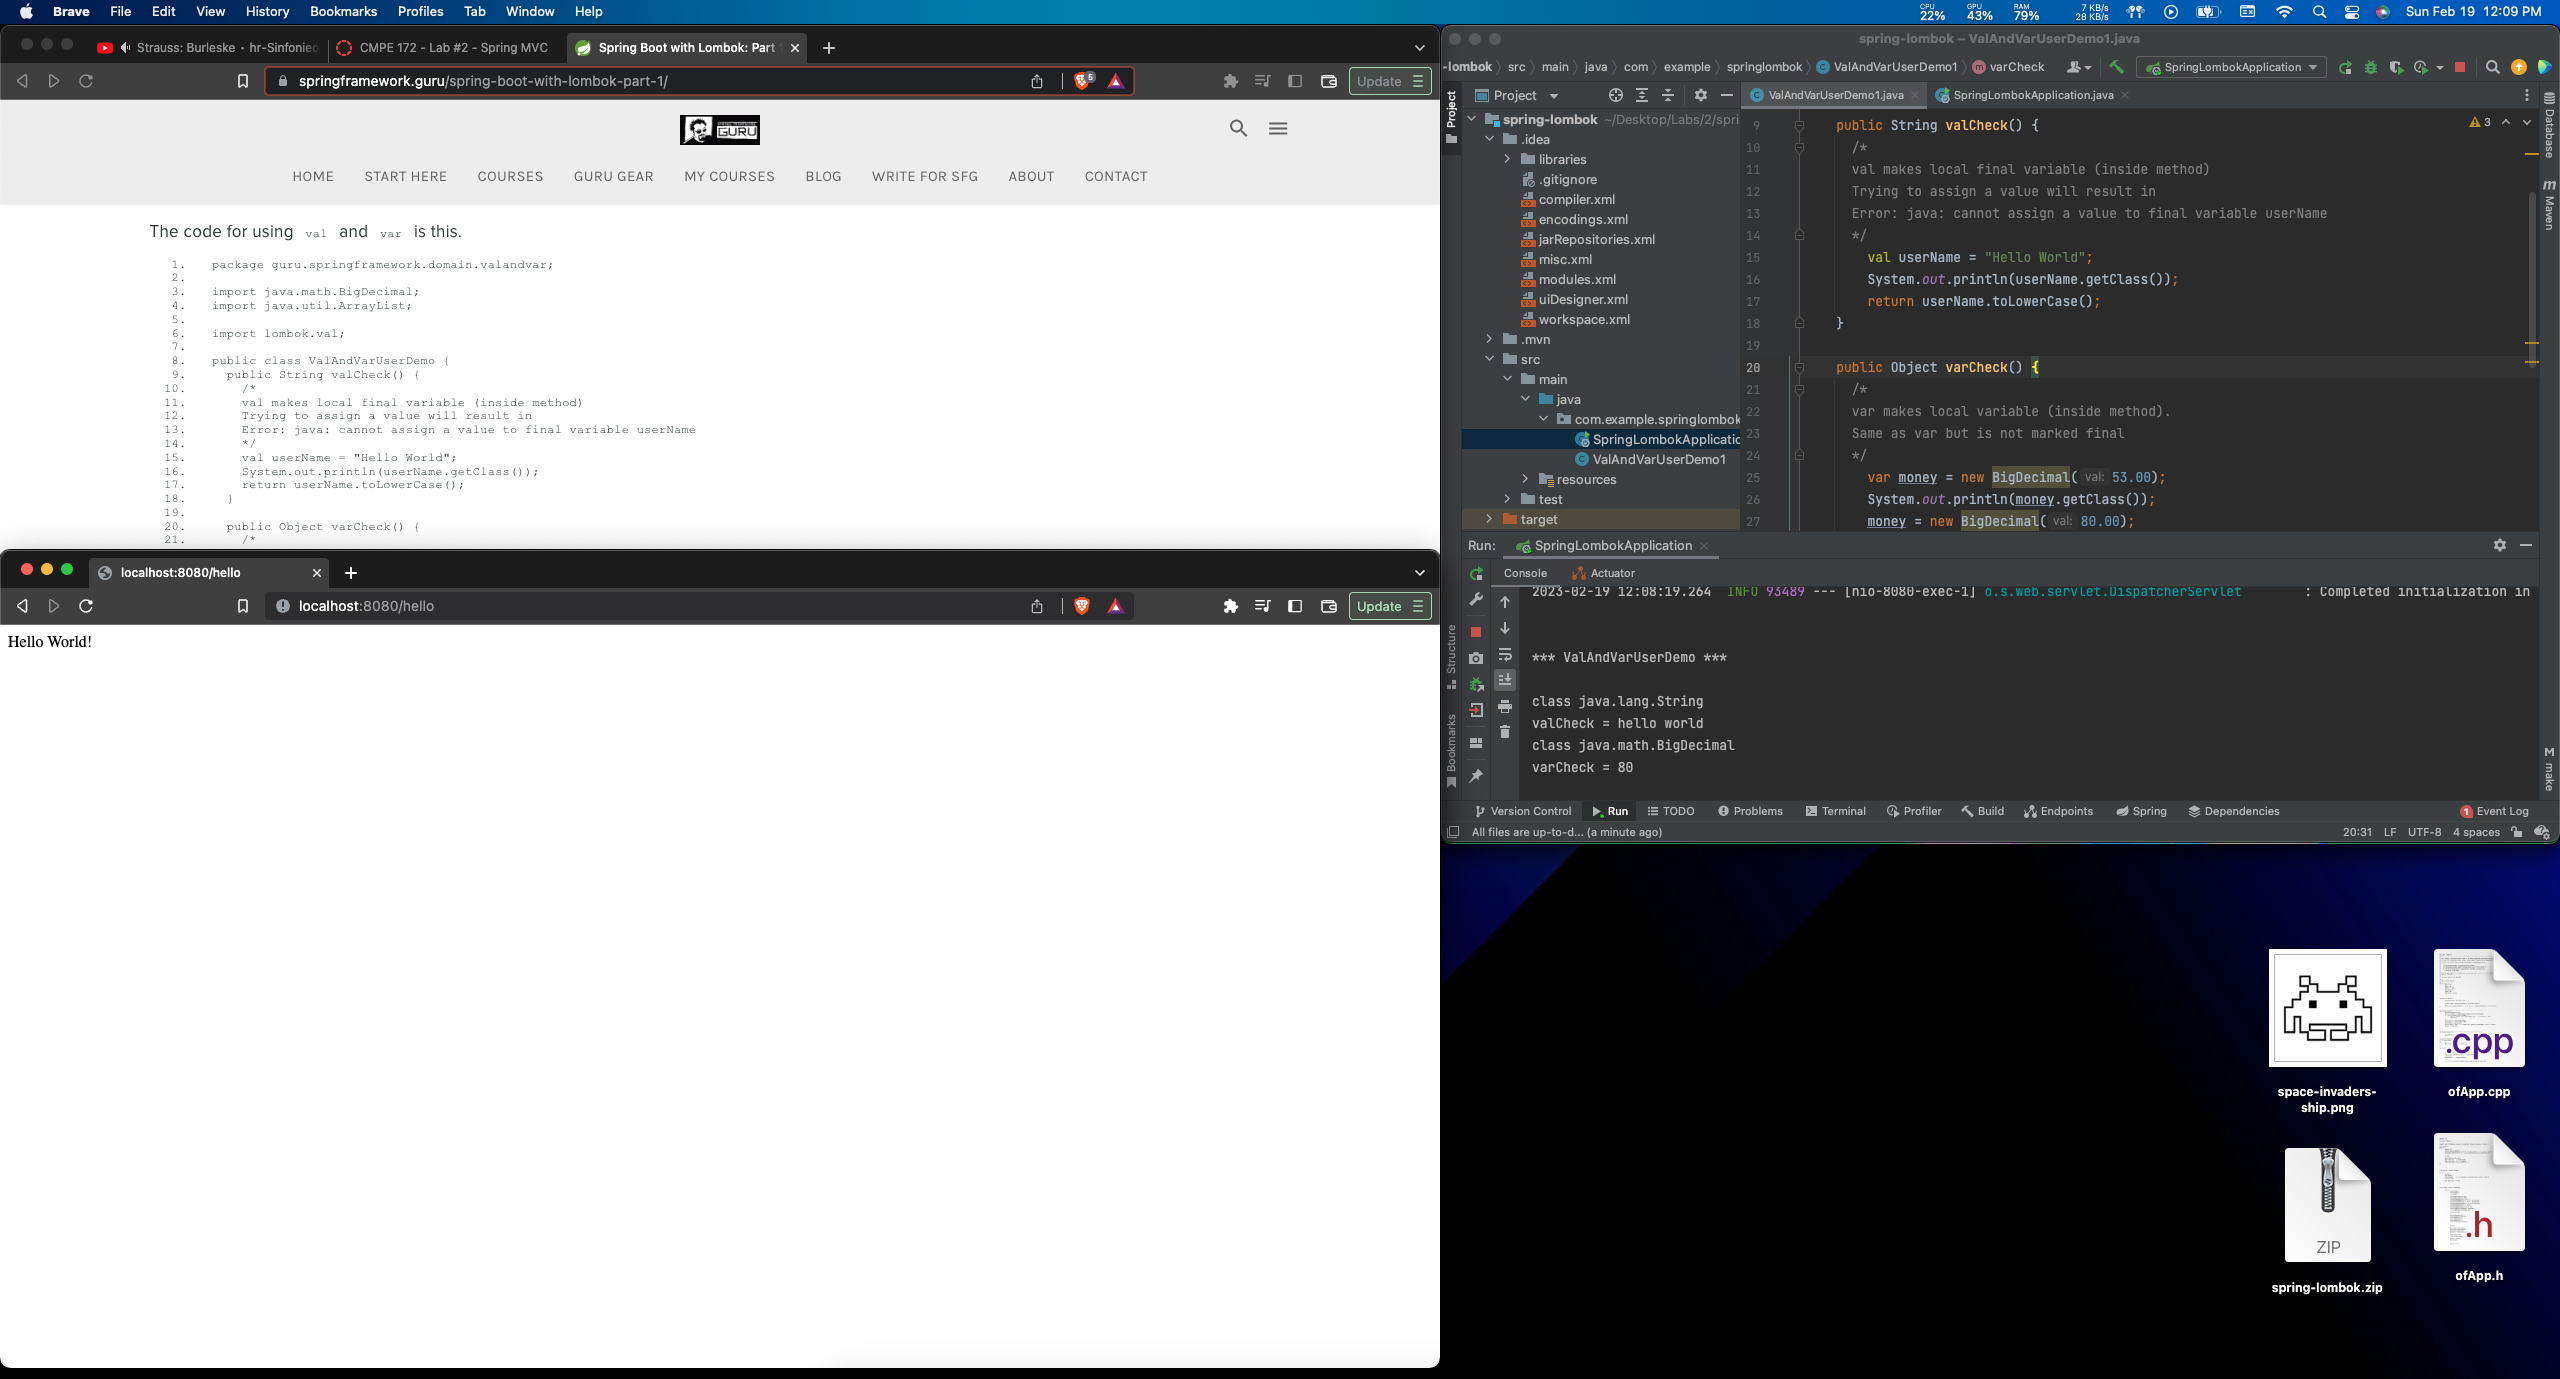 Brave File Edit View History Bookmarks Profiles Tab Window Help
CPU 22% GPU 43% RAM 79% 7 KB/s 28 KB/s Sun Feb 19 12:09 PM
Strauss: Burleske • hr-Sinfonieo
CMPE 172 - Lab #2 - Spring MVC
Spring Boot with Lombok: Part
springframework.guru/spring-boot-with-lombok-part-1/
5
Update
GURU
HOME START HERE COURSES GURU GEAR MY COURSES BLOG WRITE FOR SFG ABOUT CONTACT
The code for using val and var is this.
1. package guru.springframework.domain.valandvar;
2.
3. import java.math.BigDecimal;
4. import java.util.ArrayList;
5.
6. import lombok.val;
7.
8. public class ValAndVarUserDemo {
9. public String valCheck() {
10. /*
11. val makes local final variable (inside method)
12. Trying to assign a value will result in
13. Error: java: cannot assign a value to final variable userName
14. */
15. val userName = "Hello World";
16. System.out.println(userName.getClass());
17. return userName.toLowerCase();
18. }
19.
20. public Object varCheck() {
21. /*
localhost:8080/hello
localhost:8080/hello
Update
Hello World!
spring-lombok – ValAndVarUserDemo1.java
-lombok src main java com example springlombok ValAndVarUserDemo1 varCheck
SpringLombokApplication
Project
Project
ValAndVarUserDemo1.java
SpringLombokApplication.java
spring-lombok ~/Desktop/Labs/2/spri
.idea
libraries
.gitignore
compiler.xml
encodings.xml
jarRepositories.xml
misc.xml
modules.xml
uiDesigner.xml
workspace.xml
.mvn
src
main
java
com.example.springlombok
SpringLombokApplicatio
ValAndVarUserDemo1
resources
test
target
3
9 public String valCheck() {
10 /*
11 val makes local final variable (inside method)
12 Trying to assign a value will result in
13 Error: java: cannot assign a value to final variable userName
14 */
15 val userName = "Hello World";
16 System.out.println(userName.getClass());
17 return userName.toLowerCase();
18 }
19
20 public Object varCheck() {
21 /*
22 var makes local variable (inside method).
23 Same as var but is not marked final
24 */
25 var money = new BigDecimal( val: 53.00);
26 System.out.println(money.getClass());
27 money = new BigDecimal( val: 80.00);
Database
m Maven
M make
Run: SpringLombokApplication
Console Actuator
2023-02-19 12:08:19.264 INFO 93489 --- [nio-8080-exec-1] o.s.web.servlet.DispatcherServlet : Completed initialization in
*** ValAndVarUserDemo ***
class java.lang.String
valCheck = hello world
class java.math.BigDecimal
varCheck = 80
Structure
Bookmarks
Version Control Run TODO Problems Terminal Profiler Build Endpoints Spring Dependencies 1 Event Log
All files are up-to-d... (a minute ago)
20:31 LF UTF-8 4 spaces
space-invaders-
ship.png
.cpp
ofApp.cpp
ZIP
spring-lombok.zip
.h
ofApp.h